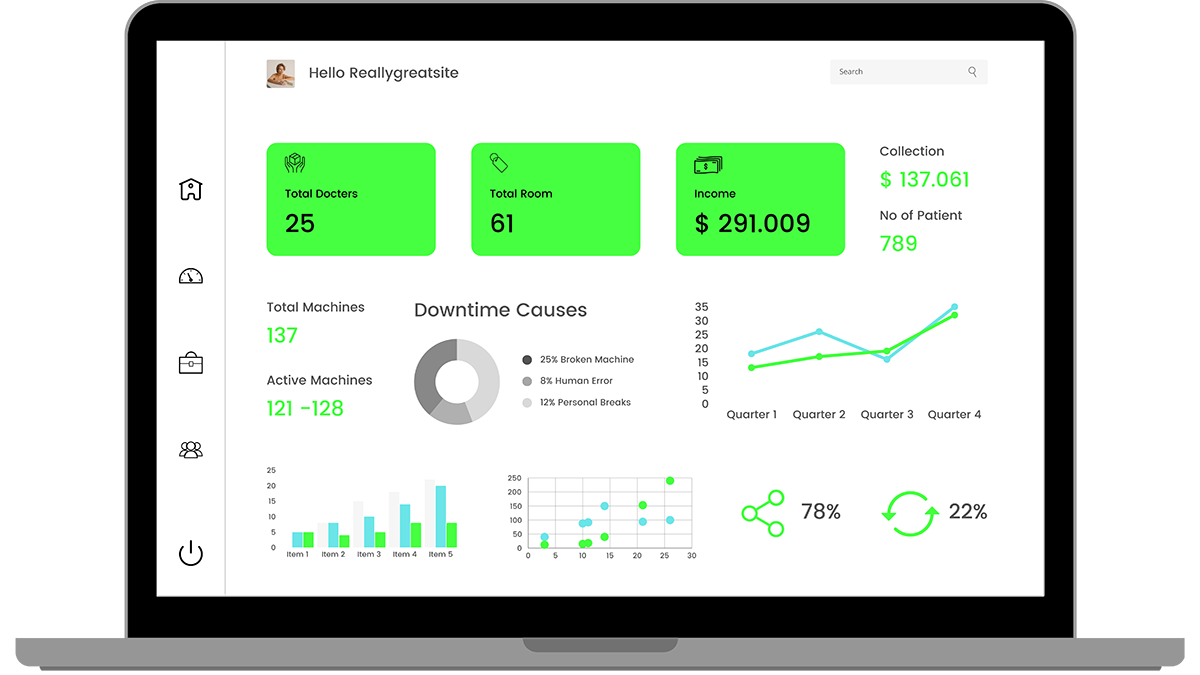 Hello Reallygreatsite
Search
Total Docters
25
Total Room
61
Income
$ 291.009
Collection
$ 137.061
No of Patient
789
Total Machines
137
Active Machines
121 -128
Downtime Causes
25% Broken Machine
8% Human Error
12% Personal Breaks
35
30
25
20
15
10
5
0
Quarter 1 Quarter 2 Quarter 3 Quarter 4
25
20
15
10
5
0
Item 1 Item 2 Item 3 Item 4 Item 5
250
200
150
100
50
0
0 5 10 15 20 25 30
78%
22%